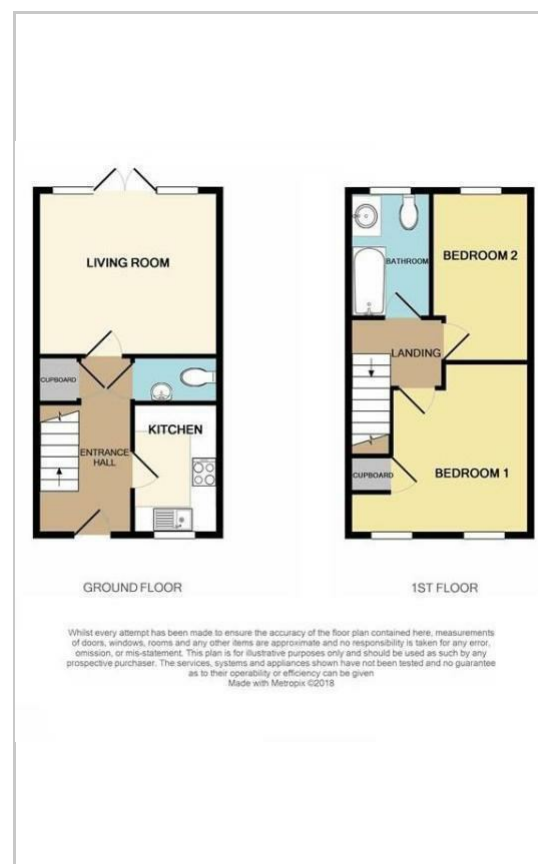 LIVING ROOM
CUPBOARD
KITCHEN
ENTRANCE
HALL
GROUND FLOOR
BATHROOM
BEDROOM 2
LANDING
CUPBOARD
BEDROOM 1
1ST FLOOR
Whilst every attempt has been made to ensure the accuracy of the floor plan contained here, measurements
of doors, windows, rooms and any other items are approximate and no responsibility is taken for any error,
omission, or mis-statement. This plan is for illustrative purposes only and should be used as such by any
prospective purchaser. The services, systems and appliances shown have not been tested and no guarantee
as to their operability or efficiency can be given
Made with Metropix ©2018